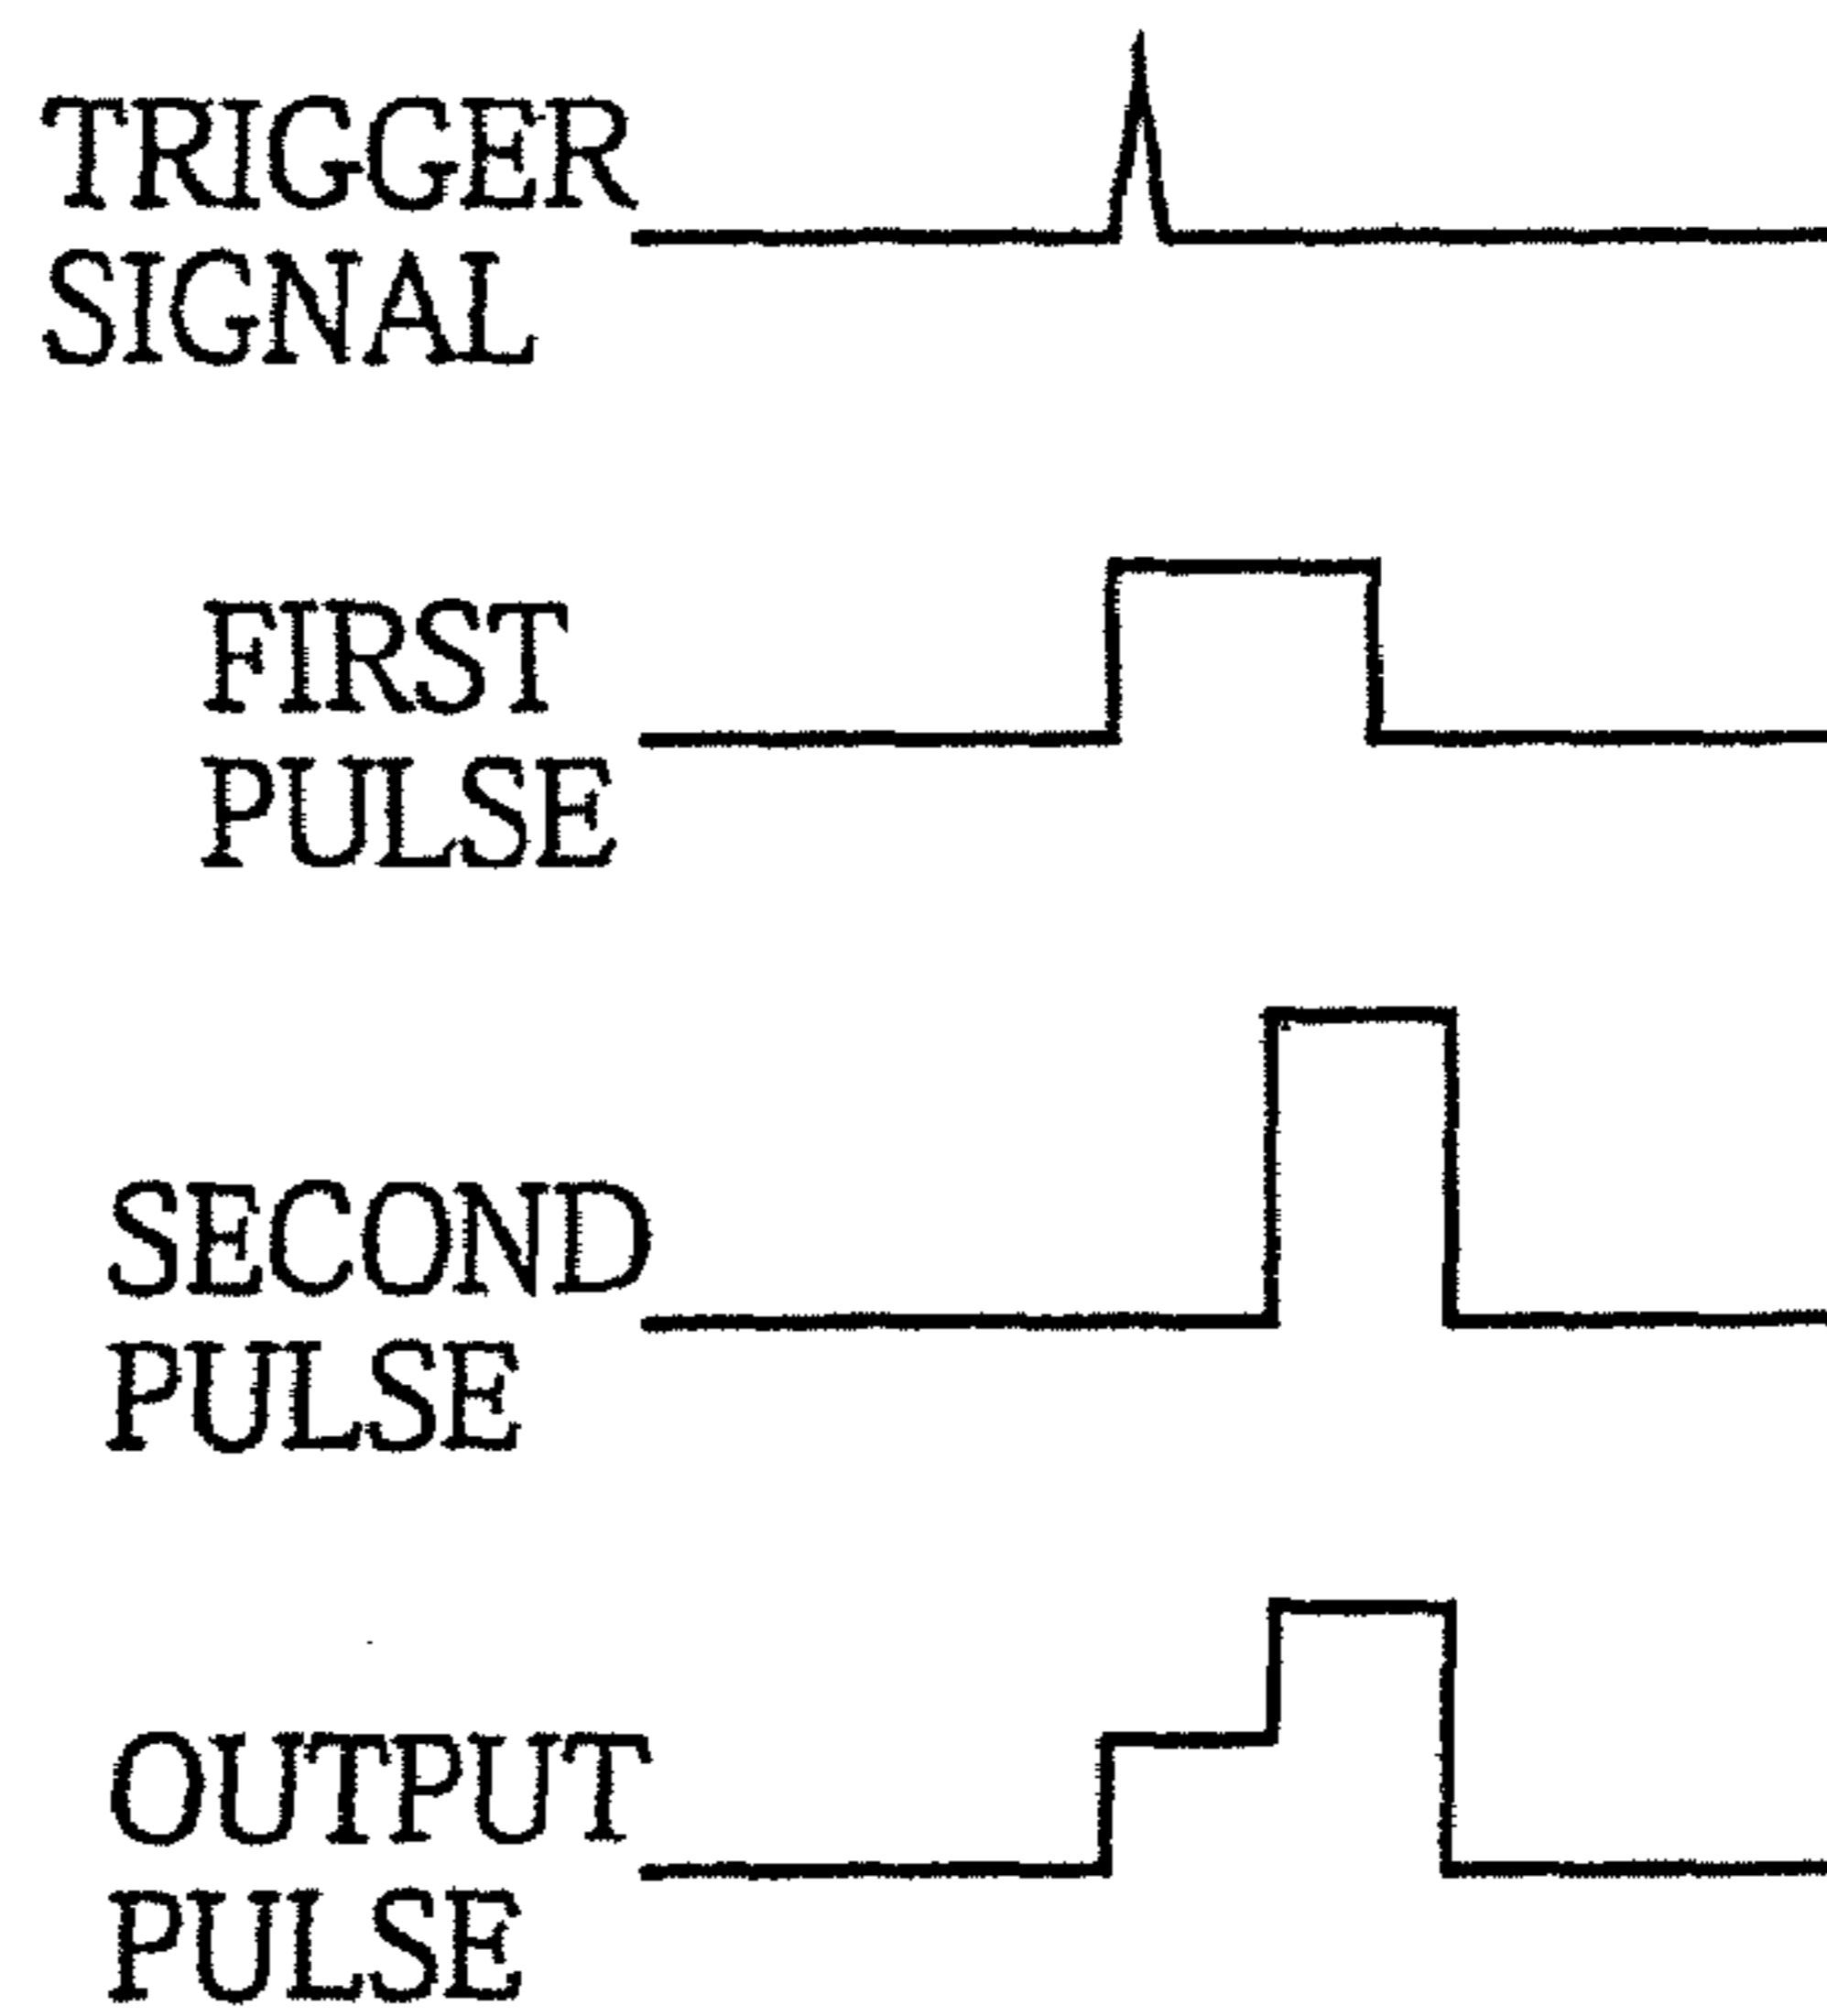 TRIGGER
SIGNAL
FIRST
PULSE
SECOND
PULSE
OUTPUT
PULSE